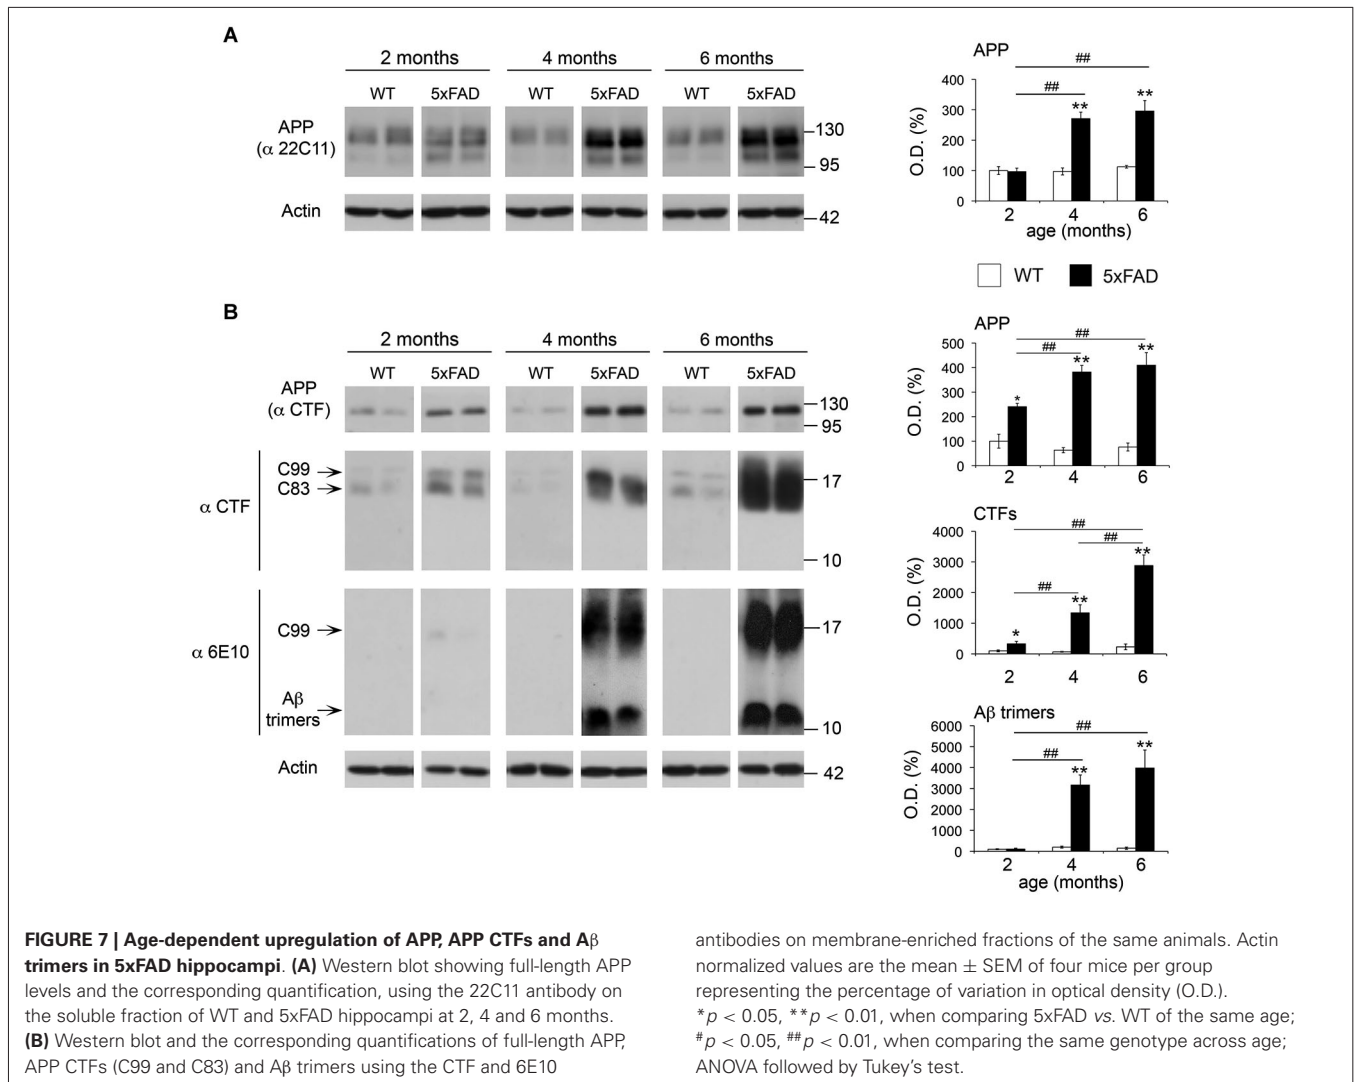 A
2 months 4 months 6 months
WT 5xFAD WT 5xFAD WT 5xFAD
APP
(α 22C11)
130
95
Actin
42
APP
O.D. (%)
400
300
200
100
0
##
##
** **
2 4 6
age (months)
WT 5xFAD
B
2 months 4 months 6 months
WT 5xFAD WT 5xFAD WT 5xFAD
APP
(α CTF)
130
95
α CTF
C99
C83
17
10
α 6E10
C99
17
Aβ
trimers
10
Actin
42
APP
O.D. (%)
500
400
300
200
100
0
##
##
* ** **
2 4 6
CTFs
O.D. (%)
4000
3000
2000
1000
0
##
##
##
* ** **
2 4 6
Aβ trimers
O.D. (%)
6000
5000
4000
3000
2000
1000
0
##
##
** **
2 4 6
age (months)
FIGURE 7 | Age-dependent upregulation of APP, APP CTFs and Aβ
trimers in 5xFAD hippocampi. (A) Western blot showing full-length APP
levels and the corresponding quantification, using the 22C11 antibody on
the soluble fraction of WT and 5xFAD hippocampi at 2, 4 and 6 months.
(B) Western blot and the corresponding quantifications of full-length APP,
APP CTFs (C99 and C83) and Aβ trimers using the CTF and 6E10
antibodies on membrane-enriched fractions of the same animals. Actin
normalized values are the mean ± SEM of four mice per group
representing the percentage of variation in optical density (O.D.).
*p < 0.05, **p < 0.01, when comparing 5xFAD vs. WT of the same age;
#p < 0.05, ##p < 0.01, when comparing the same genotype across age;
ANOVA followed by Tukey's test.